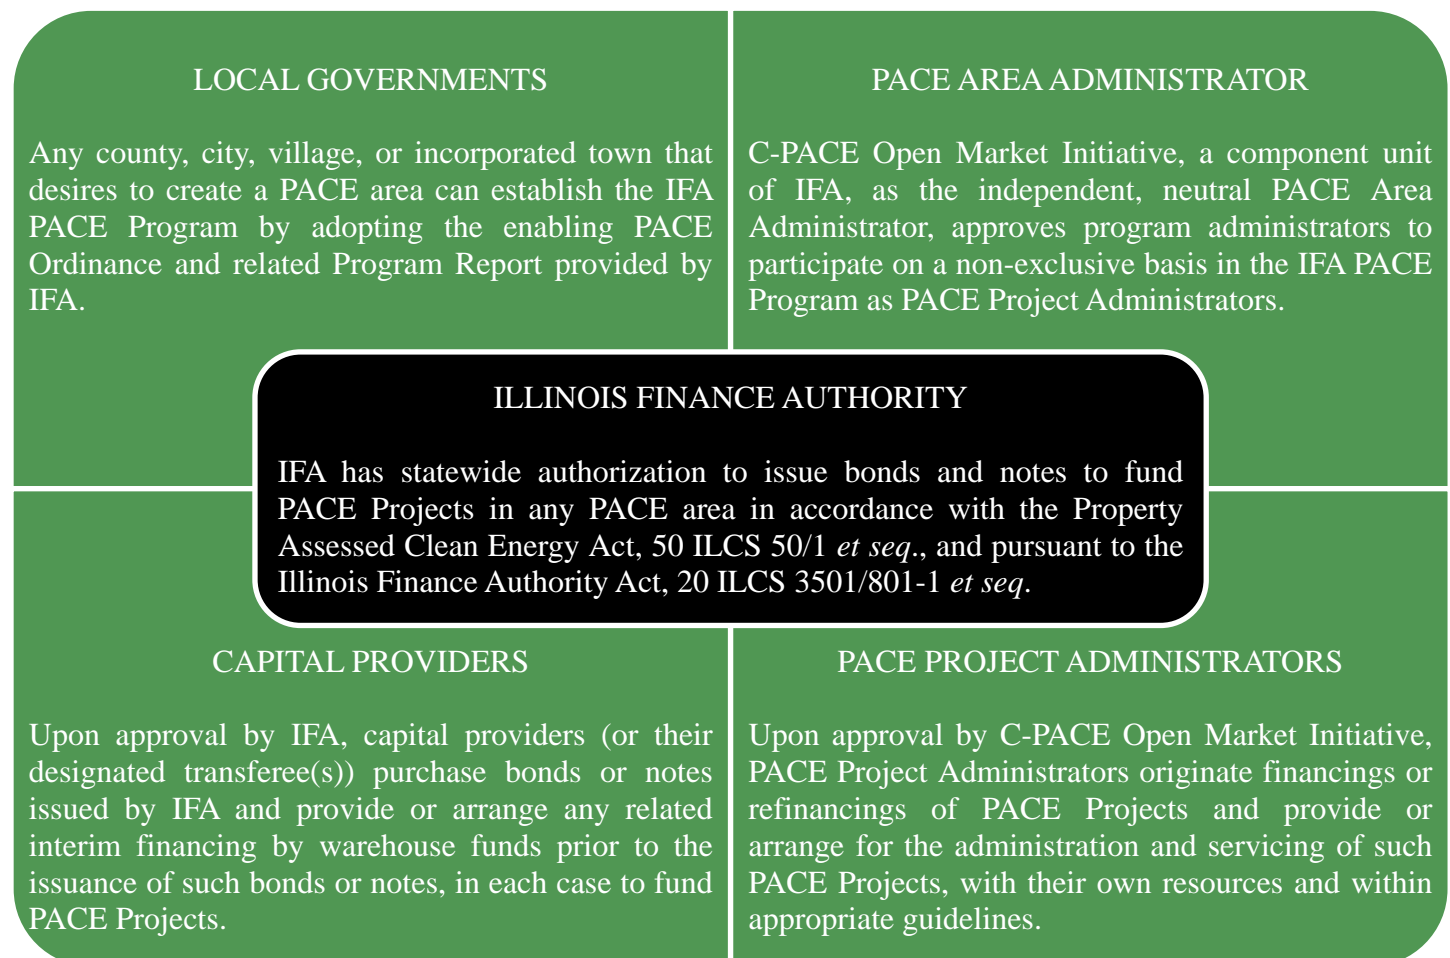 LOCAL GOVERNMENTS
Any county, city, village, or incorporated town that
desires to create a PACE area can establish the IFA
PACE Program by adopting the enabling PACE
Ordinance and related Program Report provided by
IFA.
PACE AREA ADMINISTRATOR
C-PACE Open Market Initiative, a component unit
of IFA, as the independent, neutral PACE Area
Administrator, approves program administrators to
participate on a non-exclusive basis in the IFA PACE
Program as PACE Project Administrators.
ILLINOIS FINANCE AUTHORITY
IFA has statewide authorization to issue bonds and notes to fund
PACE Projects in any PACE area in accordance with the Property
Assessed Clean Energy Act, 50 ILCS 50/1 et seq., and pursuant to the
Illinois Finance Authority Act, 20 ILCS 3501/801-1 et seq.
CAPITAL PROVIDERS
Upon approval by IFA, capital providers (or their
designated transferee(s)) purchase bonds or notes
issued by IFA and provide or arrange any related
interim financing by warehouse funds prior to the
issuance of such bonds or notes, in each case to fund
PACE Projects.
PACE PROJECT ADMINISTRATORS
Upon approval by C-PACE Open Market Initiative,
PACE Project Administrators originate financings or
refinancings of PACE Projects and provide or
arrange for the administration and servicing of such
PACE Projects, with their own resources and within
appropriate guidelines.